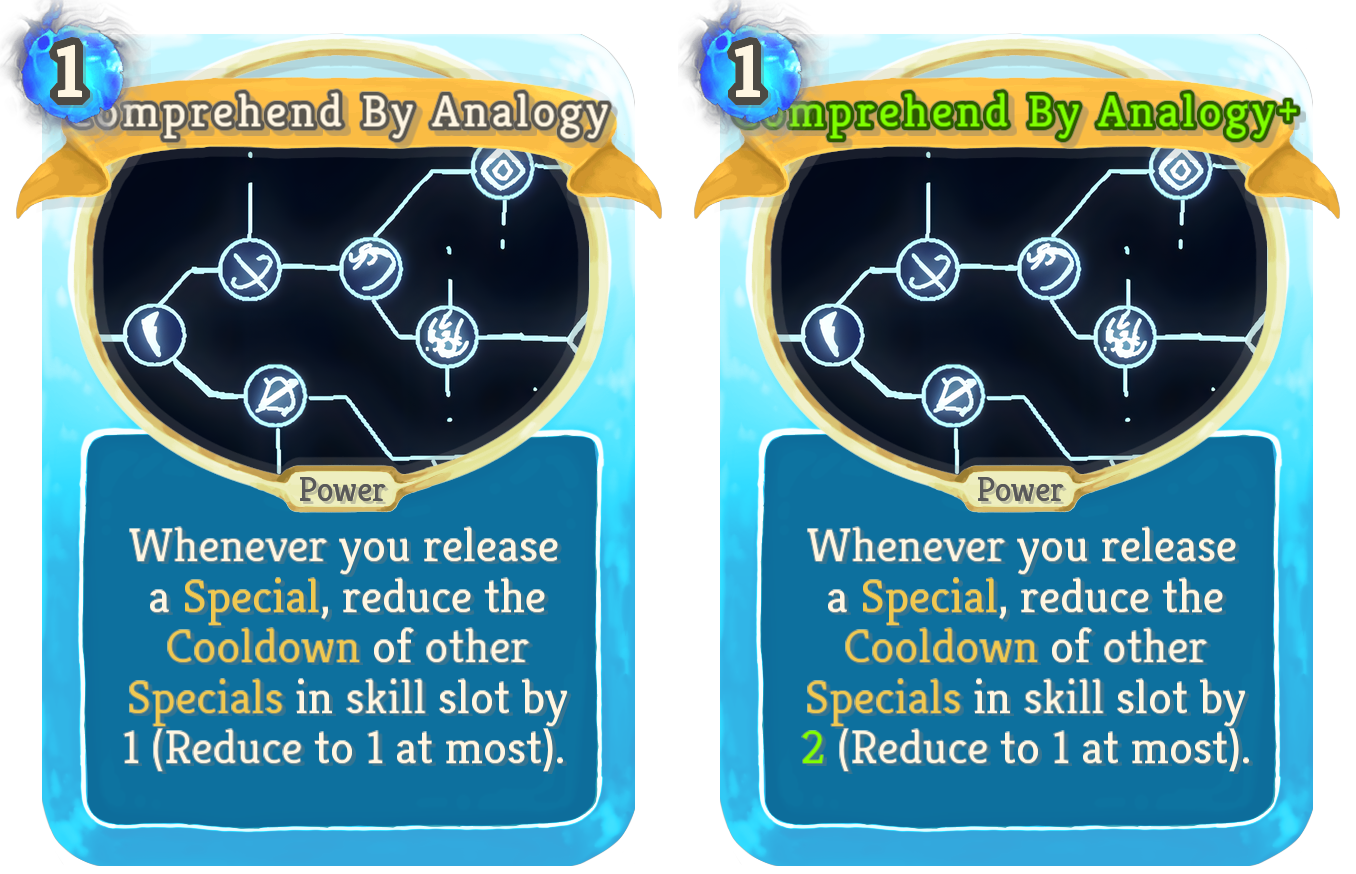 1
omprehend By Analogy
Power
Whenever you release
a Special, reduce the
Cooldown of other
Specials in skill slot by
1 (Reduce to 1 at most).
1
omprehend By Analogy+
Power
Whenever you release
a Special, reduce the
Cooldown of other
Specials in skill slot by
2 (Reduce to 1 at most).